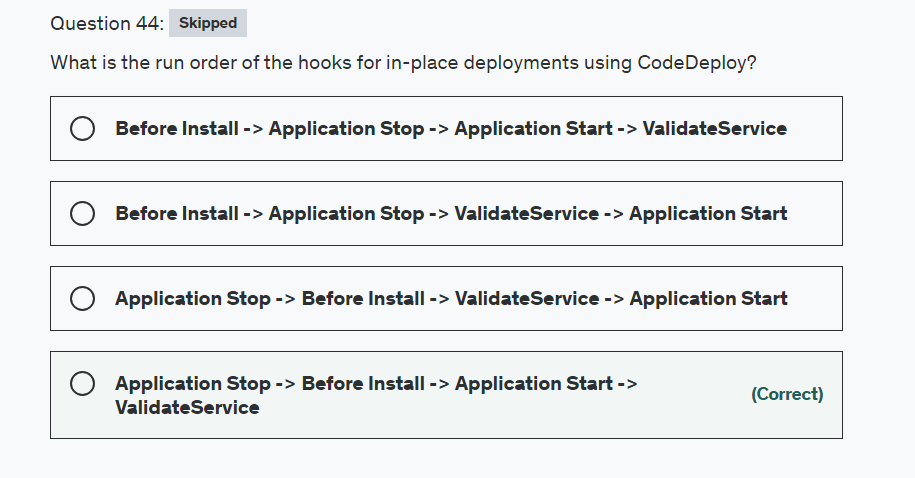 Question 44: Skipped
What is the run order of the hooks for in-place deployments using CodeDeploy?
Before Install -> Application Stop -> Application Start -> ValidateService
Before Install -> Application Stop -> ValidateService -> Application Start
Application Stop -> Before Install -> ValidateService -> Application Start
Application Stop -> Before Install -> Application Start ->
ValidateService
(Correct)